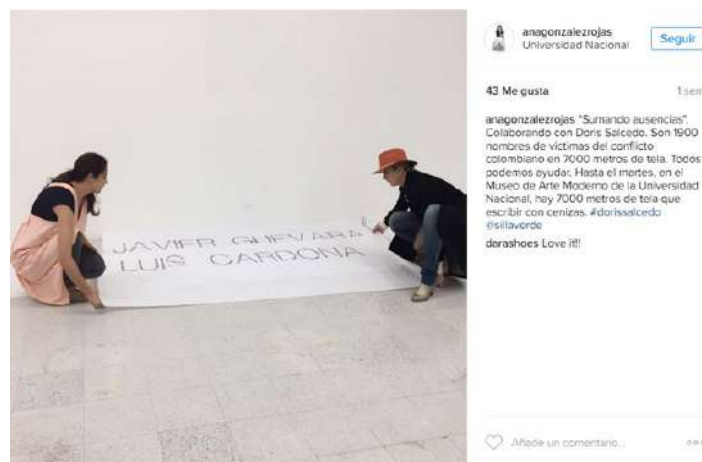 JAVIER GUEVARA
LUIS CARDONA
anagonzalezrojas
Universidad Nacional
Seguir
43 Me gusta
1 sem
anagonzalezrojas "Sumando ausencias".
Colaborando con Doris Salcedo. Son 1900
nombres de víctimas del conflicto
colombiano en 7000 metros de tela. Todos
podemos ayudar. Hasta el martes, en el
Museo de Arte Moderno de la Universidad
Nacional, hay 7000 metros de tela que
escribir con cenizas. #dorissalcedo
@sillaverde
darashoes Love it!!
Añade un comentario...